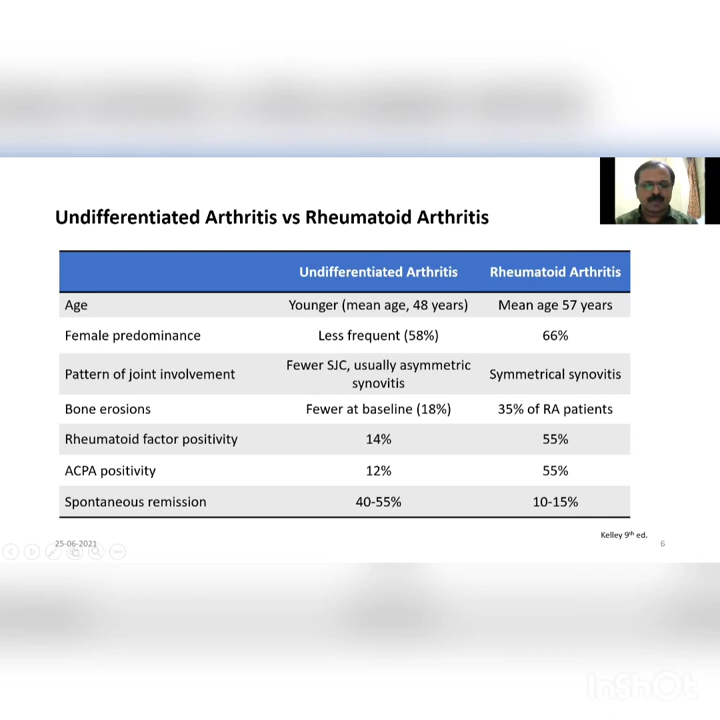 Undifferentiated Arthritis vs Rheumatoid Arthritis
Undifferentiated Arthritis Rheumatoid Arthritis
Age Younger (mean age, 48 years) Mean age 57 years
Female predominance Less frequent (58%) 66%
Pattern of joint involvement Fewer SJC, usually asymmetric synovitis Symmetrical synovitis
Bone erosions Fewer at baseline (18%) 35% of RA patients
Rheumatoid factor positivity 14% 55%
ACPA positivity 12% 55%
Spontaneous remission 40-55% 10-15%
Kelley 9th ed.
25-06-2021 6
InShOt